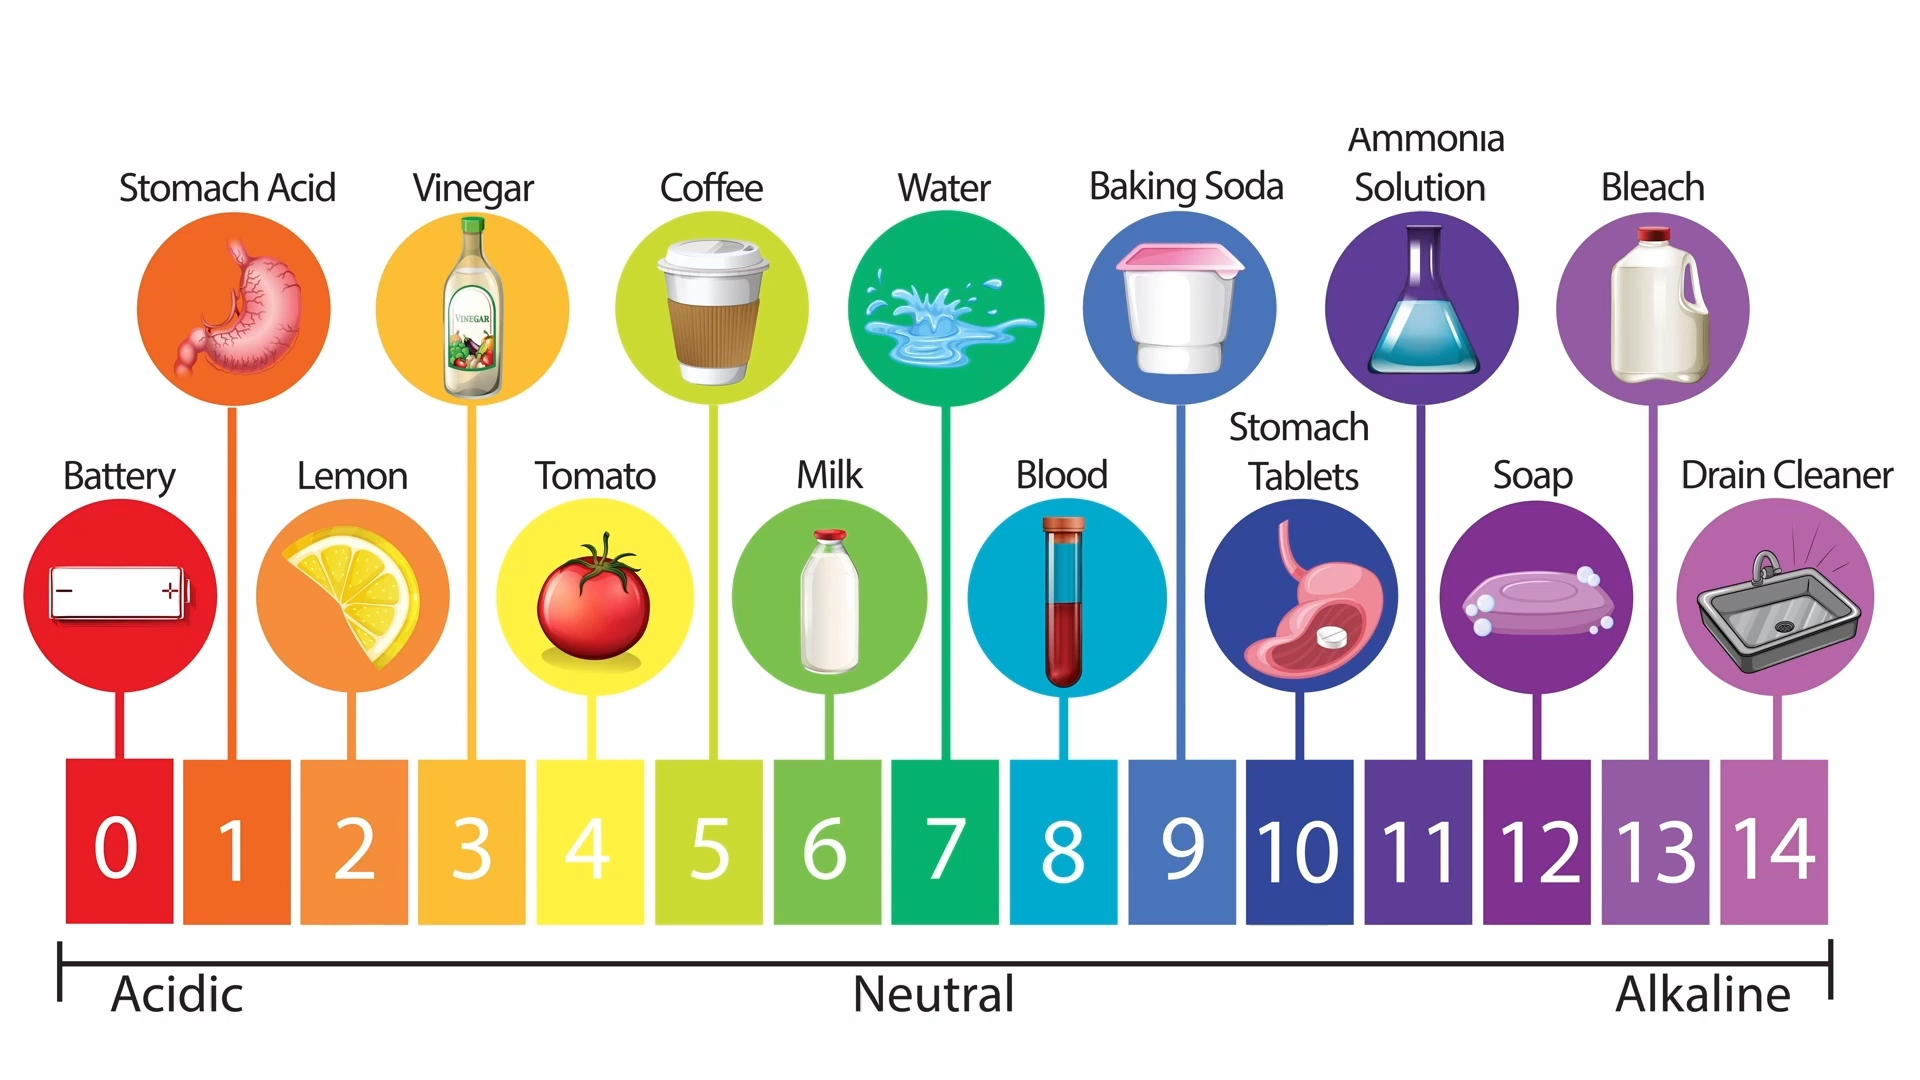 Ammonia
Stomach Acid
Vinegar
Coffee
Water
Baking Soda
Solution
Bleach
VINEGAR
Stomach
Battery
Lemon
Tomato
Milk
Blood
Tablets
Soap
Drain Cleaner
− +
0 1 2 3 4 5 6 7 8 9 10 11 12 13 14
Acidic
Neutral
Alkaline